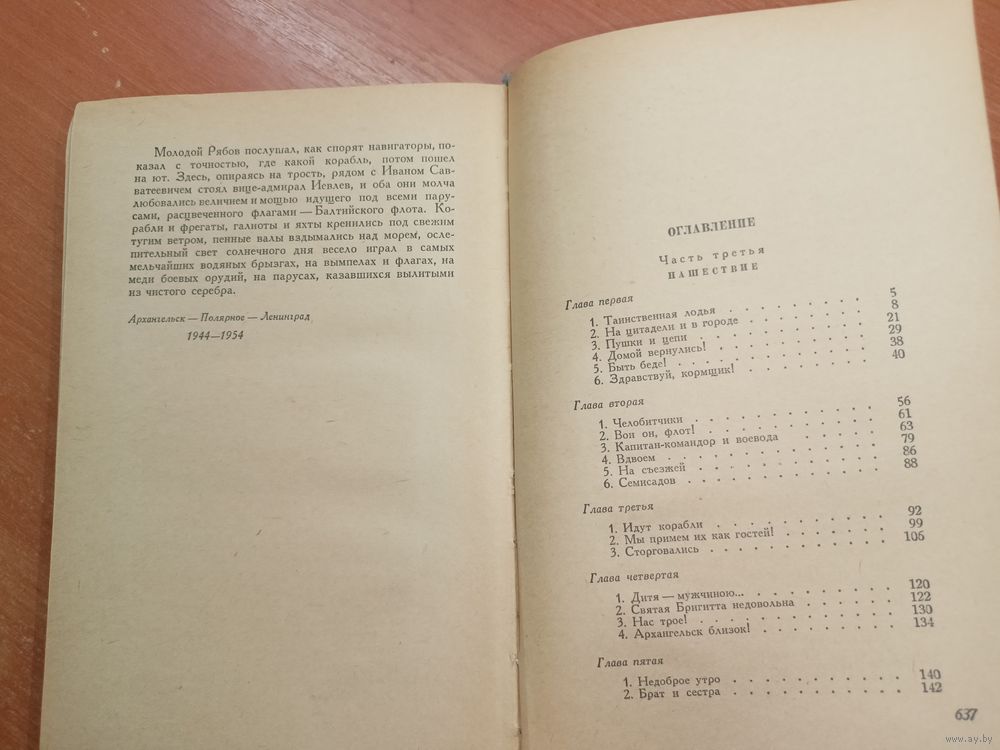 Молодой Рябов послушал, как спорят навигаторы, по-
казал с точностью, где какой корабль, потом пошел
на ют. Здесь, опираясь на трость, рядом с Иваном Сав-
ватеевичем стоял вице-адмирал Иевлев, и оба они молча
любовались величием и мощью идущего под всеми пару-
сами, расцвеченного флагами — Балтийского флота. Ко-
рабли и фрегаты, галиоты и яхты кренились под свежим
тугим ветром, пенные валы вздымались над морем, осле-
пительный свет солнечного дня весело играл в самых
мельчайших водяных брызгах, на вымпелах и флагах, на
меди боевых орудий, на парусах, казавшихся вылитыми
из чистого серебра.
Архангельск — Полярное — Ленинград
1944—1954
ОГЛАВЛЕНИЕ
Часть третья
НАШЕСТВИЕ
Глава первая
1. Таинственная лодья . . . . . . . . 5
2. На цитадели и в городе . . . . . . . 8
3. Пушки и цепи . . . . . . . . . 21
4. Домой вернулись! . . . . . . . . 29
5. Быть беде! . . . . . . . . . . 38
6. Здравствуй, кормщик! . . . . . . . 40
Глава вторая
1. Челобитчики . . . . . . . . . . 56
2. Вон он, флот! . . . . . . . . . 61
3. Капитан-командор и воевода . . . . . 63
4. Вдвоем . . . . . . . . . . . 79
5. На съезжей . . . . . . . . . . 86
6. Семисадов . . . . . . . . . . 88
Глава третья
1. Идут корабли . . . . . . . . . 92
2. Мы примем их как гостей! . . . . . . 99
3. Сторговались . . . . . . . . . 106
Глава четвертая
1. Дитя — мужчиною... . . . . . . . . 120
2. Святая Бригитта недовольна . . . . . . 122
3. Нас трое! . . . . . . . . . . 130
4. Архангельск близок! . . . . . . . . 134
Глава пятая
1. Недоброе утро . . . . . . . . . 140
2. Брат и сестра . . . . . . . . . 142
637
www.ay.by